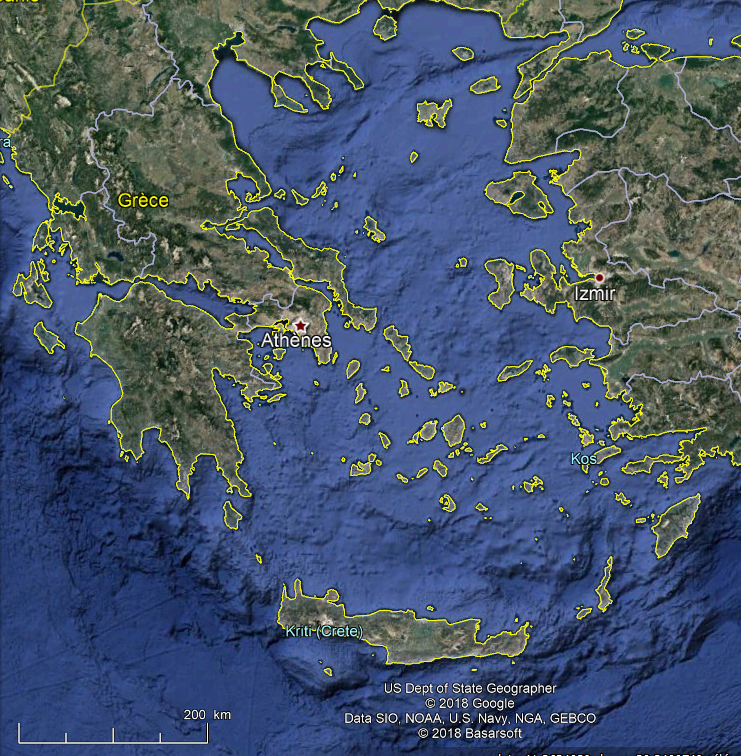 Grèce
Izmir
Athènes
Kos
Kriti (Crete)
US Dept of State Geographer
200 km
© 2018 Google
Data SIO, NOAA, U.S. Navy, NGA, GEBCO
© 2018 Basarsoft